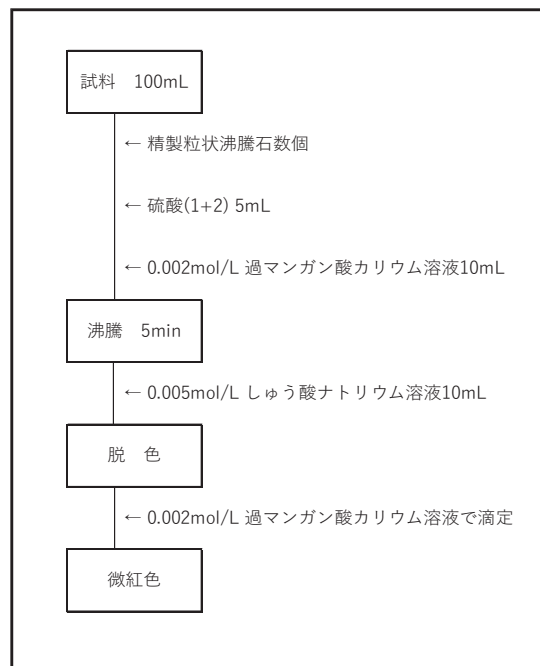 試料　100mL
← 精製粒状沸騰石数個
← 硫酸(1+2) 5mL
← 0.002mol/L 過マンガン酸カリウム溶液10mL
沸騰　5min
← 0.005mol/L しゅう酸ナトリウム溶液10mL
脱　色
← 0.002mol/L 過マンガン酸カリウム溶液で滴定
微紅色